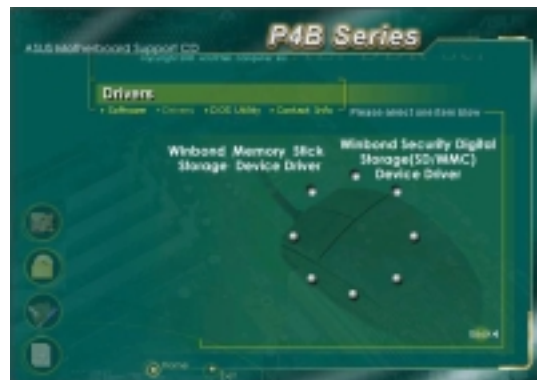 P4B Series
ASUS Motherboard Support CD
Drivers
Software Drivers DOS Utility Contact Info Please select one item
Winbond Memory Stick
Storage Device Driver
Winbond Security Digital
Storage(SD/MMC)
Device Driver
Home
Exit